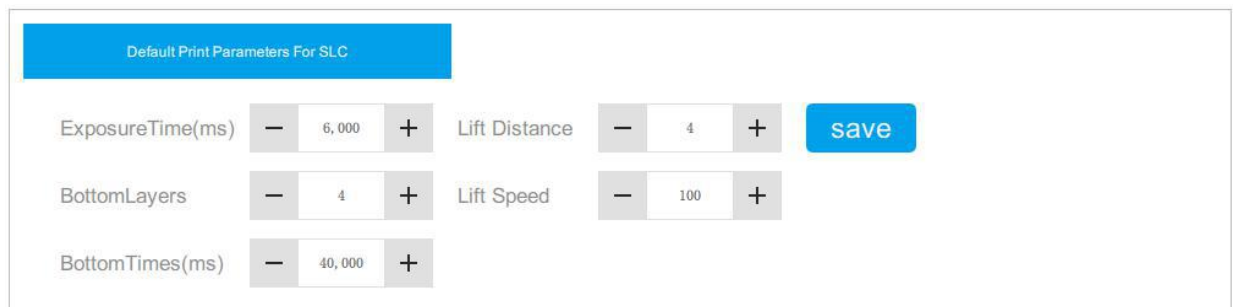 Default Print Parameters For SLC
ExposureTime(ms) − 6,000 + Lift Distance − 4 + save
BottomLayers − 4 + Lift Speed − 100 +
BottomTimes(ms) − 40,000 +